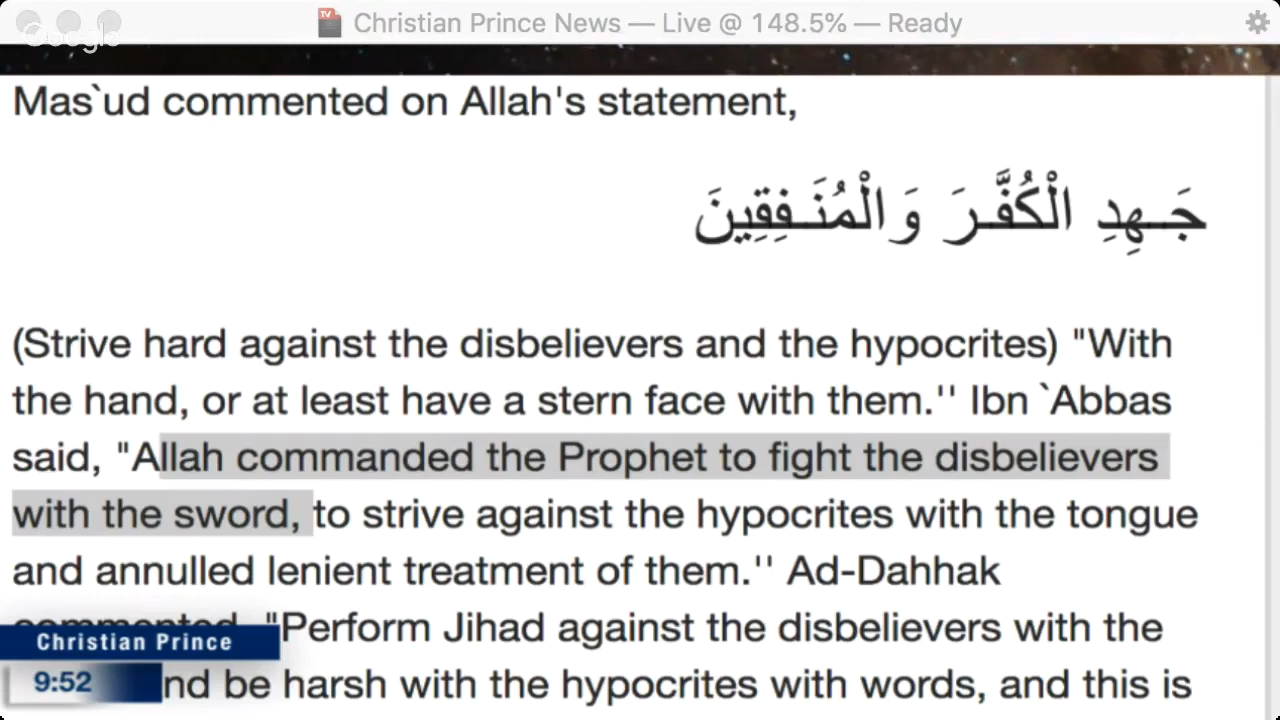 Christian Prince News — Live @ 148.5% — Ready
Google
Mas`ud commented on Allah's statement,
جَـهِدِ الْكُفَّـرَ وَالْمُنَـفِقِينَ
(Strive hard against the disbelievers and the hypocrites) "With
the hand, or at least have a stern face with them.'' Ibn `Abbas
said, "Allah commanded the Prophet to fight the disbelievers
with the sword, to strive against the hypocrites with the tongue
and annulled lenient treatment of them.'' Ad-Dahhak
commented, "Perform Jihad against the disbelievers with the
nd be harsh with the hypocrites with words, and this is
Christian Prince
9:52